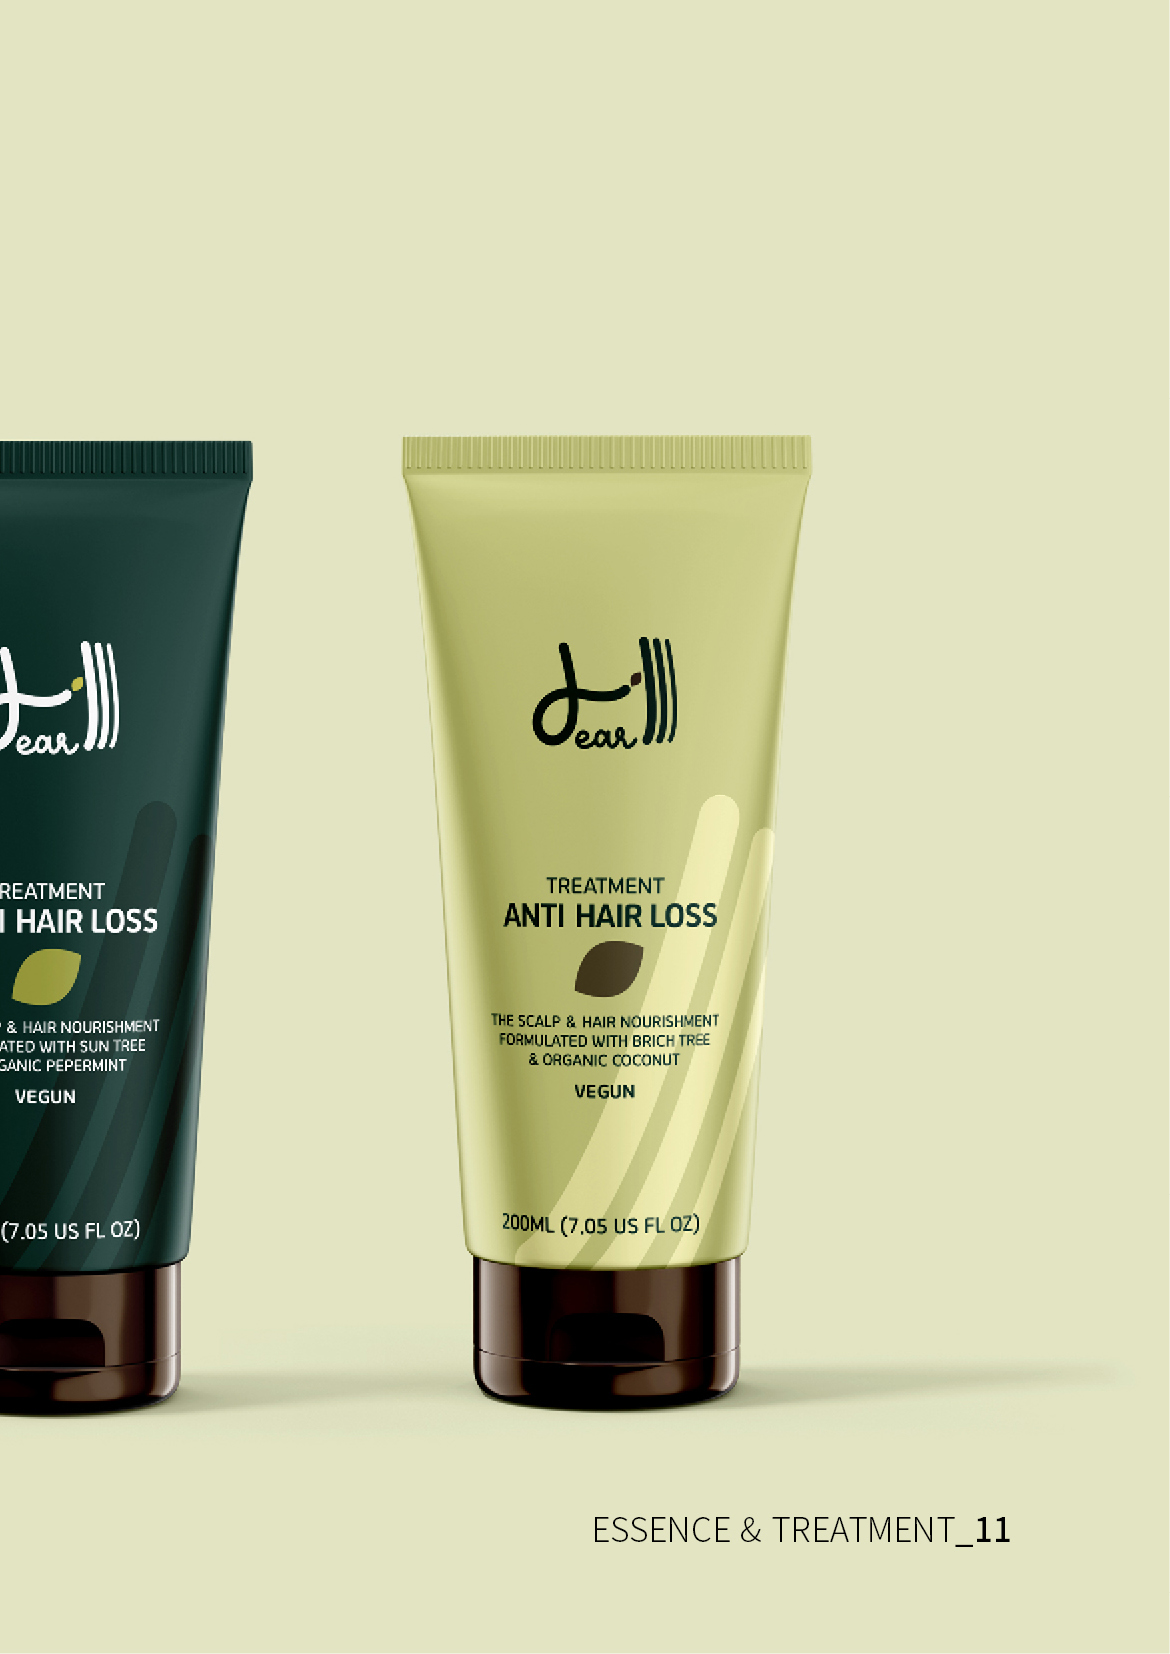 ear
REATMENT
I HAIR LOSS
P & HAIR NOURISHMENT
ATED WITH SUN TREE
GANIC PEPERMINT
VEGUN
(7.05 US FL OZ)
dear
TREATMENT
ANTI HAIR LOSS
THE SCALP & HAIR NOURISHMENT
FORMULATED WITH BRICH TREE
& ORGANIC COCONUT
VEGUN
200ML (7.05 US FL OZ)
ESSENCE & TREATMENT_11